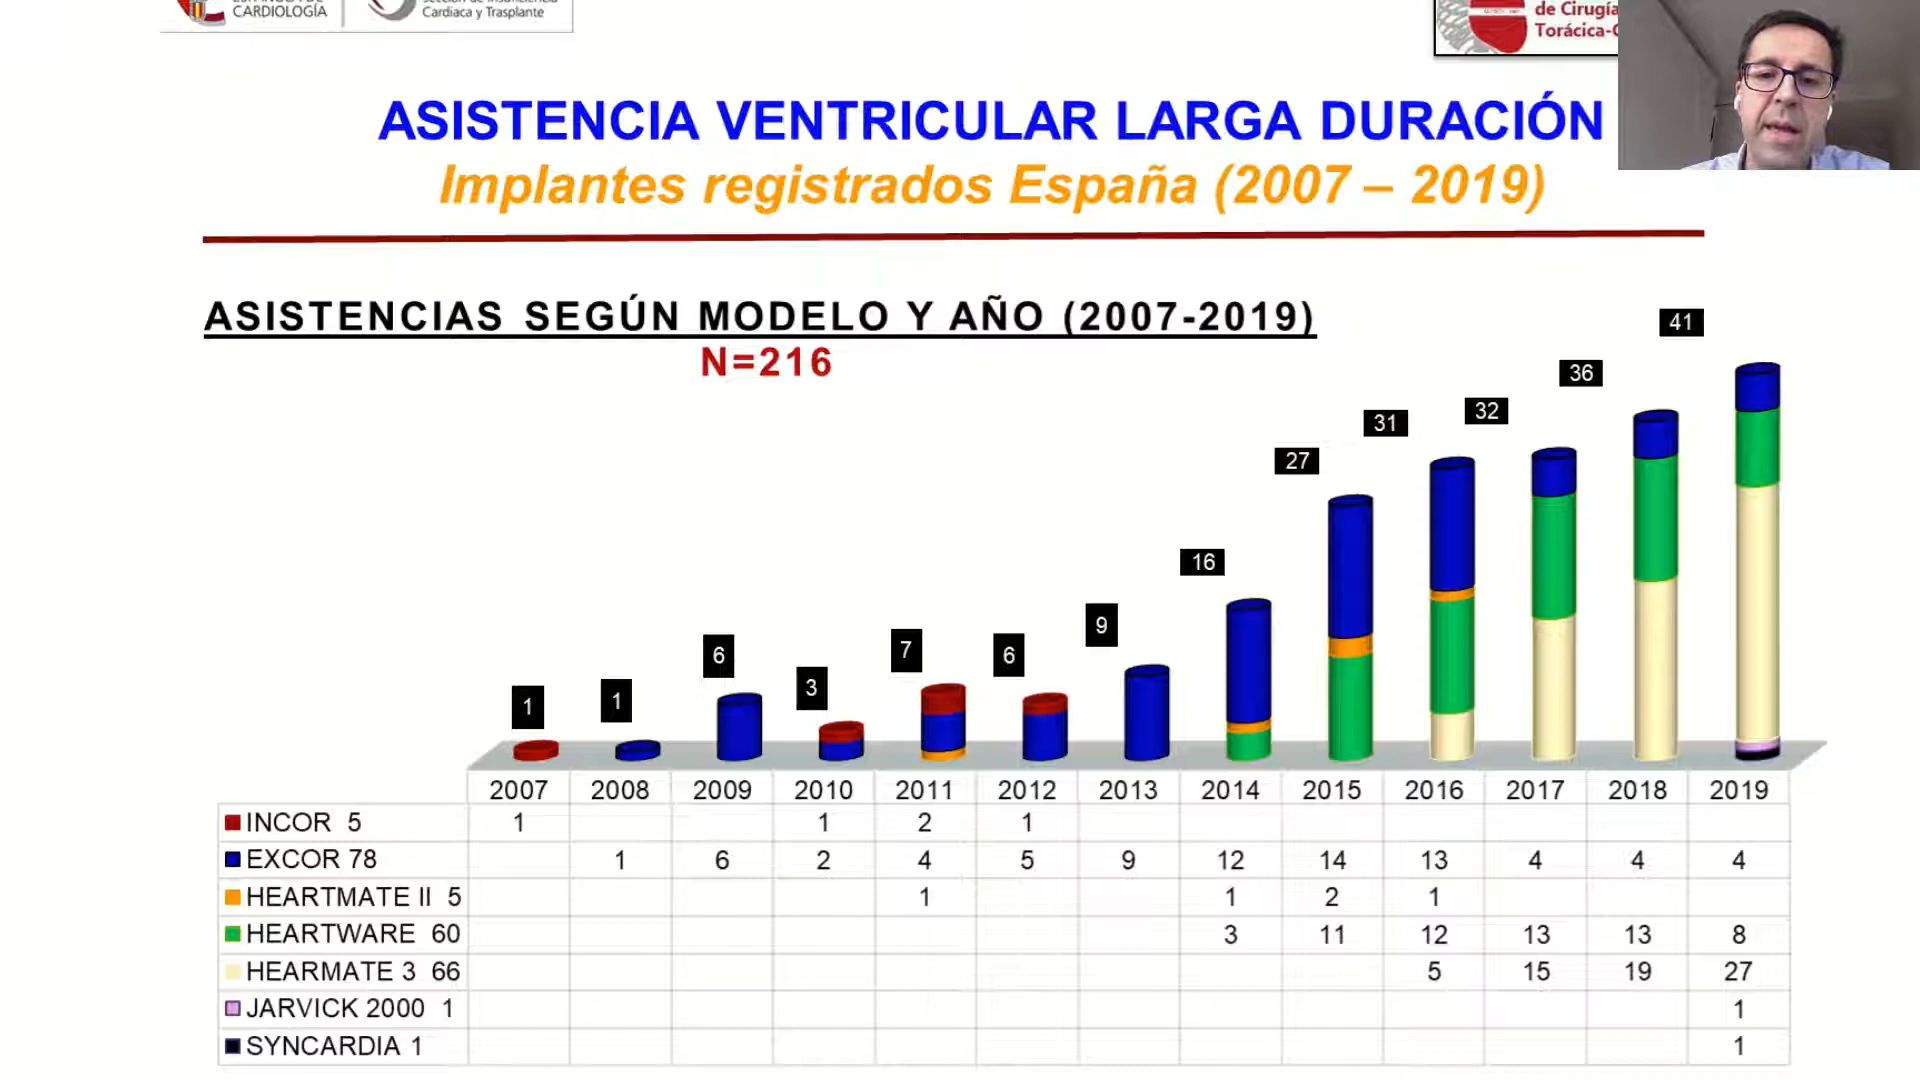 CARDIOLOGÍA
Cardiaca y Trasplante
de Cirugía
Torácica-C
ASISTENCIA VENTRICULAR LARGA DURACIÓN
Implantes registrados España (2007 – 2019)
ASISTENCIAS SEGÚN MODELO Y AÑO (2007-2019)
N=216
1 1 6 3 7 6 9 16 27 31 32 36 41
2007 2008 2009 2010 2011 2012 2013 2014 2015 2016 2017 2018 2019
INCOR 5 1 1 2 1
EXCOR 78 1 6 2 4 5 9 12 14 13 4 4 4
HEARTMATE II 5 1 1 2 1
HEARTWARE 60 3 11 12 13 13 8
HEARMATE 3 66 5 15 19 27
JARVICK 2000 1 1
SYNCARDIA 1 1